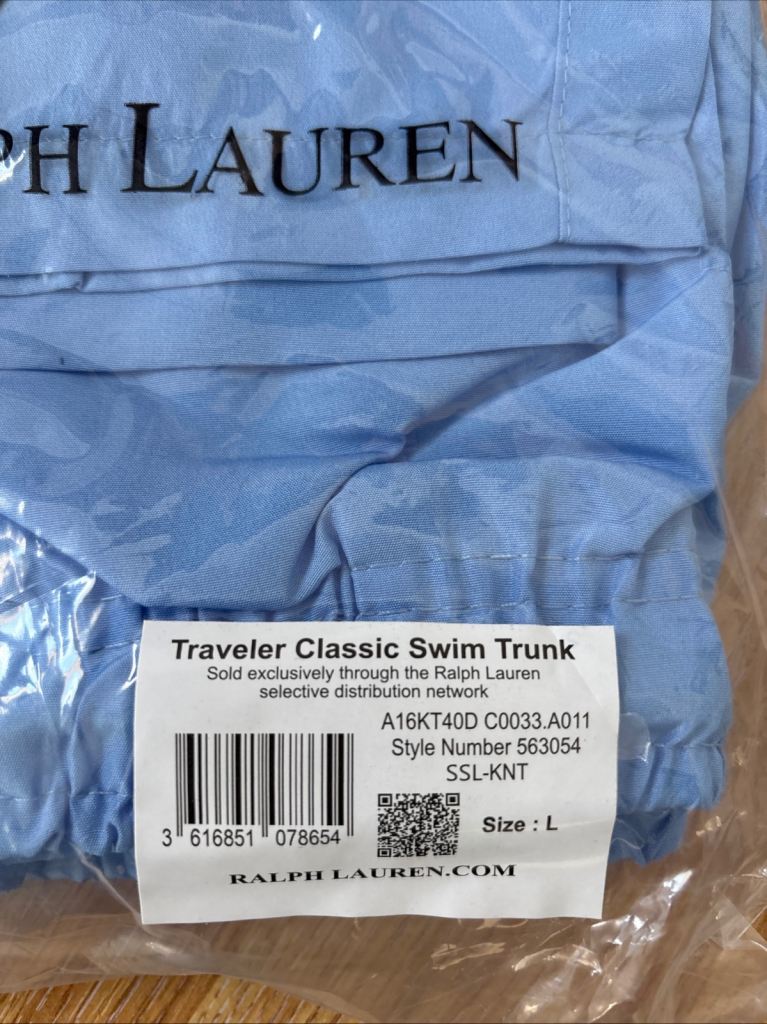 PH LAUREN
Traveler Classic Swim Trunk
Sold exclusively through the Ralph Lauren
selective distribution network
A16KT40D C0033.A011
Style Number 563054
SSL-KNT
3 616851 078654
Size : L
RALPH LAUREN.COM